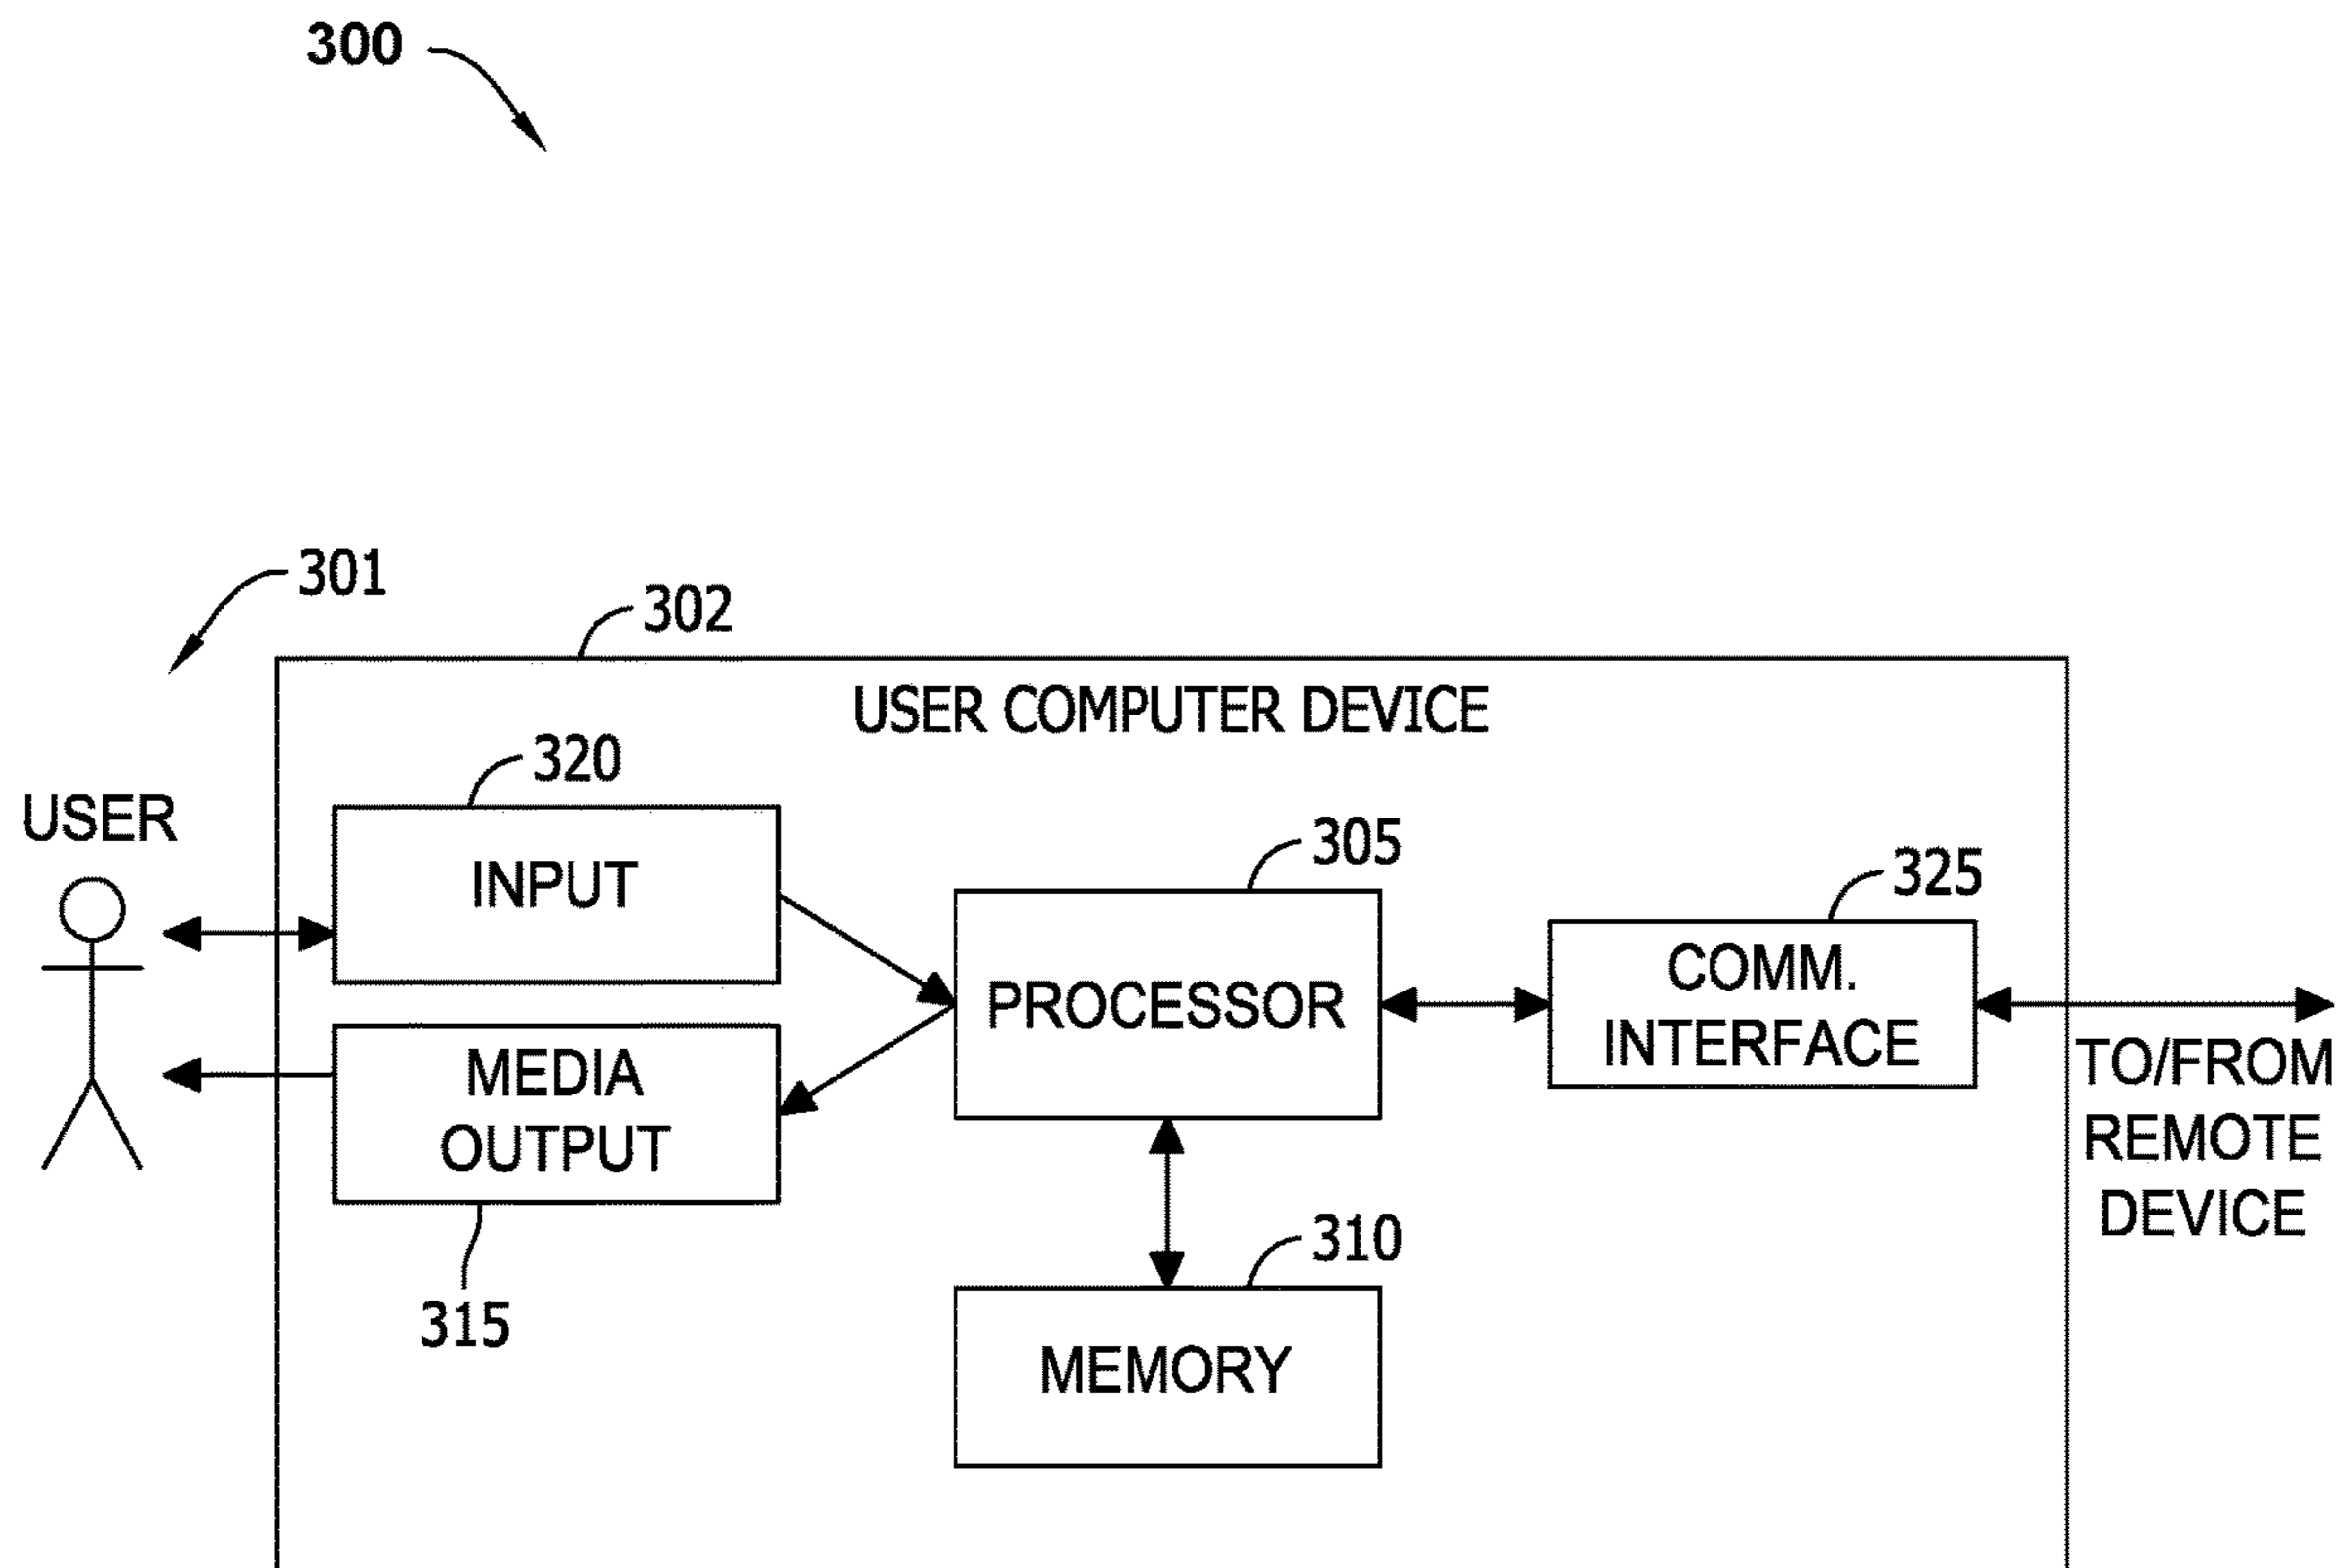 300
301
302
USER COMPUTER DEVICE
320
USER
INPUT
305
325
PROCESSOR
COMM.
INTERFACE
MEDIA
OUTPUT
TO/FROM
REMOTE
DEVICE
315
310
MEMORY